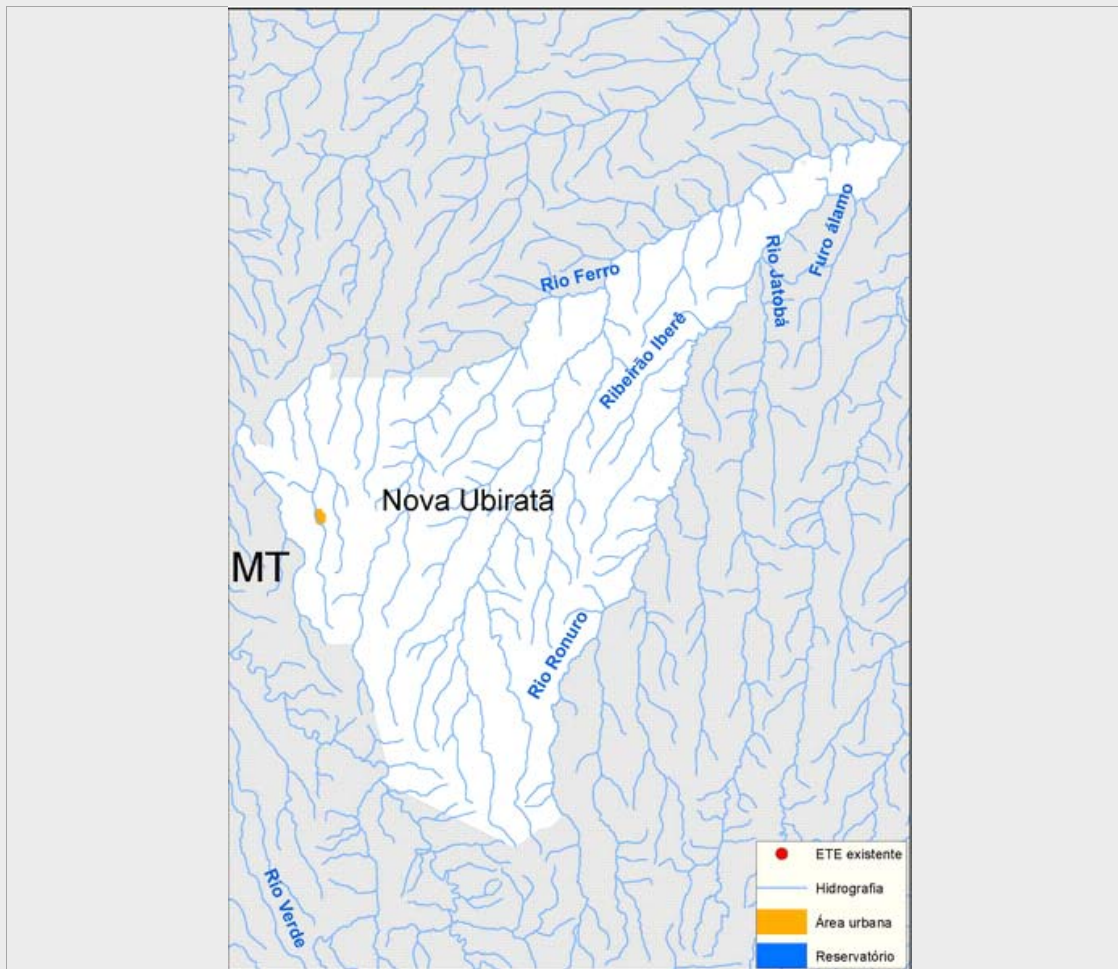 Furo álamo
Rio Jatobá
Rio Ferro
Ribeirão Iberê
Nova Ubiratã
MT
Rio Ronuro
Rio Verde
ETE existente
Hidrografia
Área urbana
Reservatório